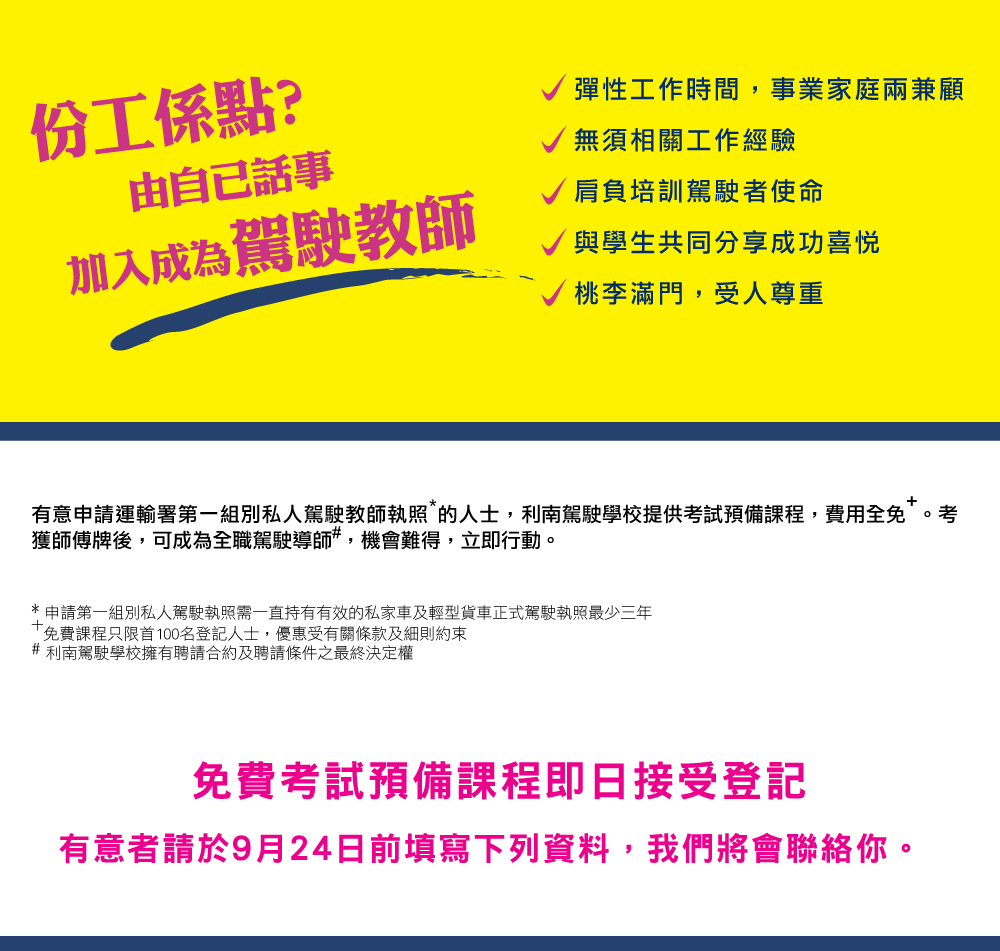 份工係點?
由自已話事
加入成為駕駛教師
彈性工作時間，事業家庭兩兼顧
無須相關工作經驗
肩負培訓駕駛者使命
與學生共同分享成功喜悅
桃李滿門，受人尊重
有意申請運輸署第一組別私人駕駛教師執照*的人士，利南駕駛學校提供考試預備課程，費用全免+。考
獲師傅牌後，可成為全職駕駛導師#，機會難得，立即行動。
* 申請第一組別私人駕駛執照需一直持有有效的私家車及輕型貨車正式駕駛執照最少三年
+免費課程只限首100名登記人士，優惠受有關條款及細則約束
# 利南駕駛學校擁有聘請合約及聘請條件之最終決定權
免費考試預備課程即日接受登記
有意者請於9月24日前填寫下列資料，我們將會聯絡你。